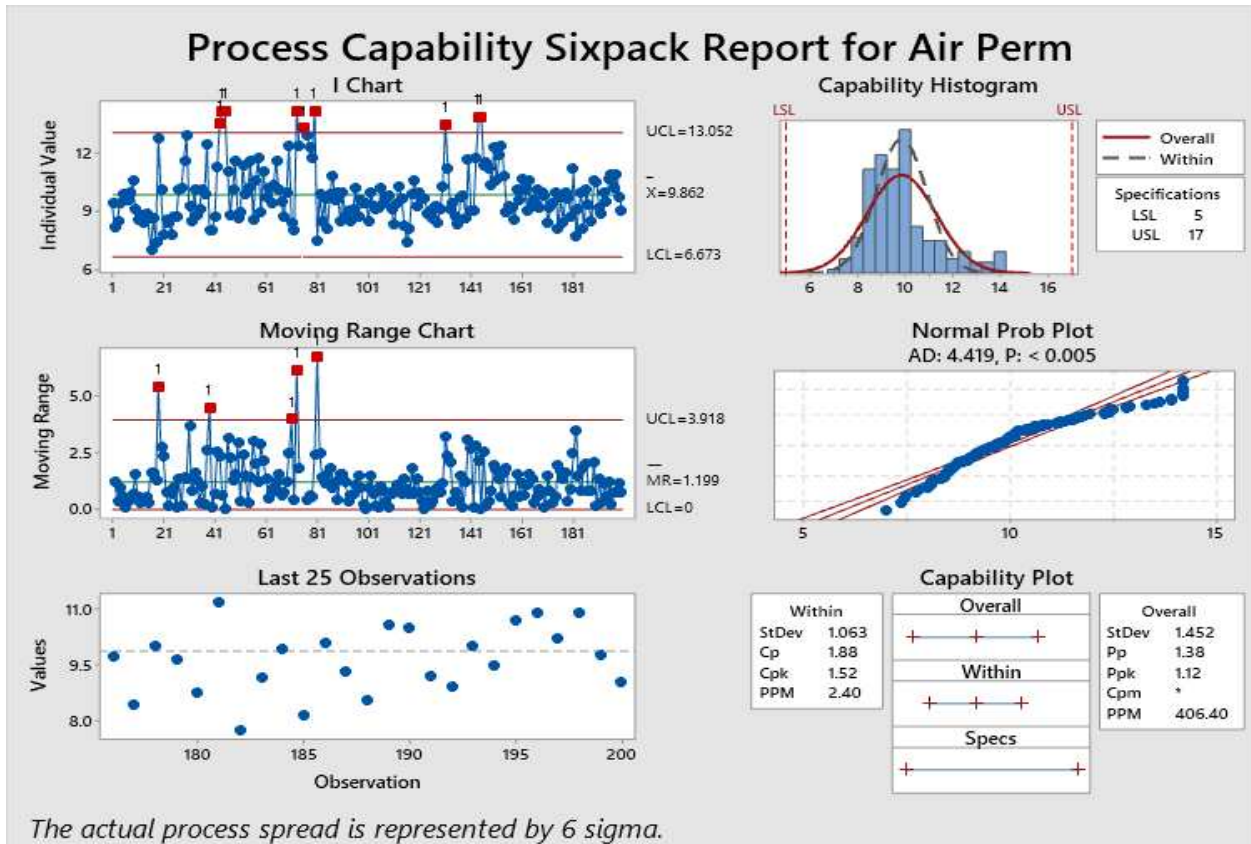 Process Capability Sixpack Report for Air Perm
I Chart
Individual Value
12
9
6
1
11
1
1
1
1
11
UCL=13.052
X=9.862
LCL=6.673
1 21 41 61 81 101 121 141 161 181
Capability Histogram
LSL
USL
6 8 10 12 14 16
Overall
Within
Specifications
LSL 5
USL 17
Moving Range Chart
Moving Range
5.0
2.5
0.0
1
1
1
1
UCL=3.918
MR=1.199
LCL=0
1 21 41 61 81 101 121 141 161 181
Normal Prob Plot
AD: 4.419, P: < 0.005
5 10 15
Last 25 Observations
Values
11.0
9.5
8.0
180 185 190 195 200
Observation
Capability Plot
Within
StDev 1.063
Cp 1.88
Cpk 1.52
PPM 2.40
Overall
Within
Specs
Overall
StDev 1.452
Pp 1.38
Ppk 1.12
Cpm *
PPM 406.40
The actual process spread is represented by 6 sigma.